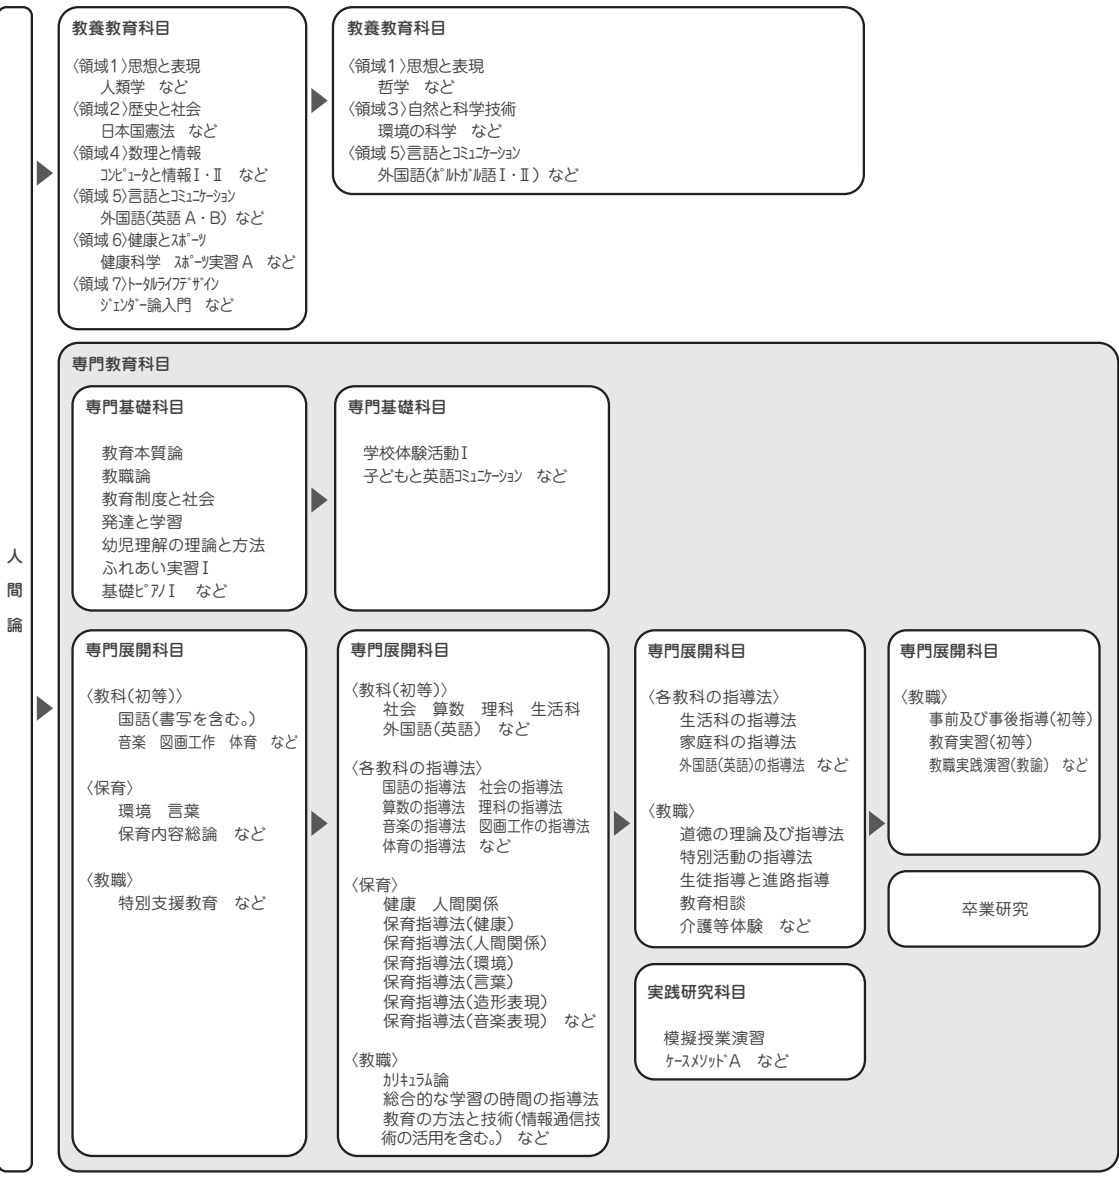 人
間
論
教養教育科目
〈領域1〉思想と表現
人類学　など
〈領域2〉歴史と社会
日本国憲法　など
〈領域4〉数理と情報
ｺﾝﾋﾟｭｰﾀと情報Ⅰ・Ⅱ　など
〈領域 5〉言語とｺﾐｭﾆｹｰｼｮﾝ
外国語(英語 A・B) など
〈領域 6〉健康とｽﾎﾟｰﾂ
健康科学　ｽﾎﾟｰﾂ実習 A　など
〈領域 7〉ﾄｰﾀﾙﾗｲﾌﾃﾞｻﾞｲﾝ
ｼﾞｪﾝﾀﾞｰ論入門　など
教養教育科目
〈領域1〉思想と表現
哲学　など
〈領域3〉自然と科学技術
環境の科学　など
〈領域 5〉言語とｺﾐｭﾆｹｰｼｮﾝ
外国語(ﾎﾟﾙﾄｶﾞﾙ語Ⅰ・Ⅱ) など
専門教育科目
専門基礎科目
教育本質論
教職論
教育制度と社会
発達と学習
幼児理解の理論と方法
ふれあい実習Ⅰ
基礎ﾋﾟｱﾉⅠ　など
専門基礎科目
学校体験活動Ⅰ
子どもと英語ｺﾐｭﾆｹｰｼｮﾝ　など
専門展開科目
〈教科(初等)〉
国語(書写を含む。)
音楽　図画工作　体育　など
〈保育〉
環境　言葉
保育内容総論　など
〈教職〉
特別支援教育　など
専門展開科目
〈教科(初等)〉
社会　算数　理科　生活科
外国語(英語)　など
〈各教科の指導法〉
国語の指導法　社会の指導法
算数の指導法　理科の指導法
音楽の指導法　図画工作の指導法
体育の指導法　など
〈保育〉
健康　人間関係
保育指導法(健康)
保育指導法(人間関係)
保育指導法(環境)
保育指導法(言葉)
保育指導法(造形表現)
保育指導法(音楽表現)　など
〈教職〉
ｶﾘｷｭﾗﾑ論
総合的な学習の時間の指導法
教育の方法と技術(情報通信技
術の活用を含む。)　など
専門展開科目
〈各教科の指導法〉
生活科の指導法
家庭科の指導法
外国語(英語)の指導法　など
〈教職〉
道徳の理論及び指導法
特別活動の指導法
生徒指導と進路指導
教育相談
介護等体験　など
実践研究科目
模擬授業演習
ｹｰｽﾒｿｯﾄﾞA　など
専門展開科目
〈教職〉
事前及び事後指導(初等)
教育実習(初等)
教職実践演習(教諭)　など
卒業研究